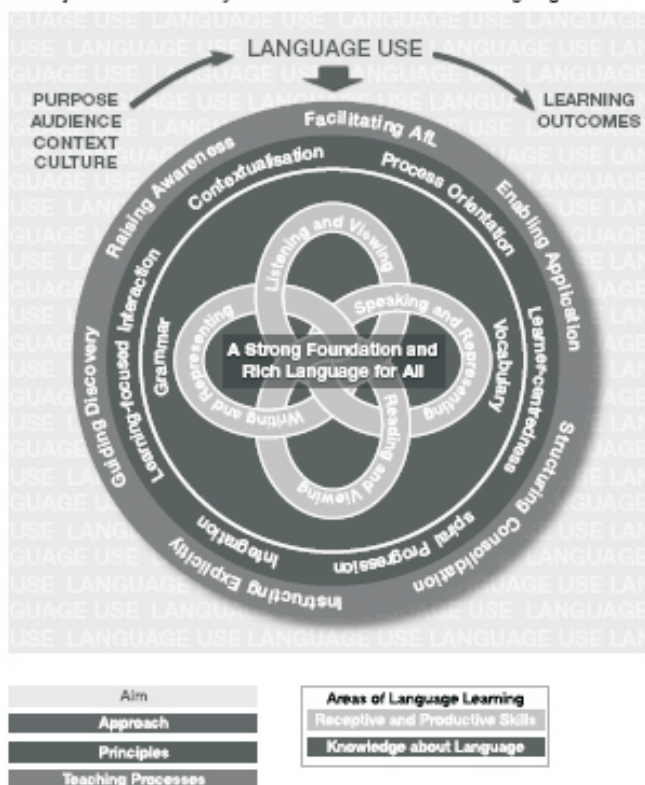 LANGUAGE USE
PURPOSE
AUDIENCE
CONTEXT
CULTURE
LEARNING
OUTCOMES
Facilitating AfL
Raising Awareness
Enabling Application
Guiding Discovery
Structuring Consolidation
Instructing Explicitly
Contextualisation
Process Orientation
Learning-focused Interaction
Learner-centredness
Integration
spiral Progression
Grammar
Vocabulary
Listening and Viewing
Speaking and Representing
Writing and Representing
Reading and Viewing
A Strong Foundation and
Rich Language for All
Aim
Approach
Principles
Teaching Processes
Areas of Language Learning
Receptive and Productive Skills
Knowledge about Language